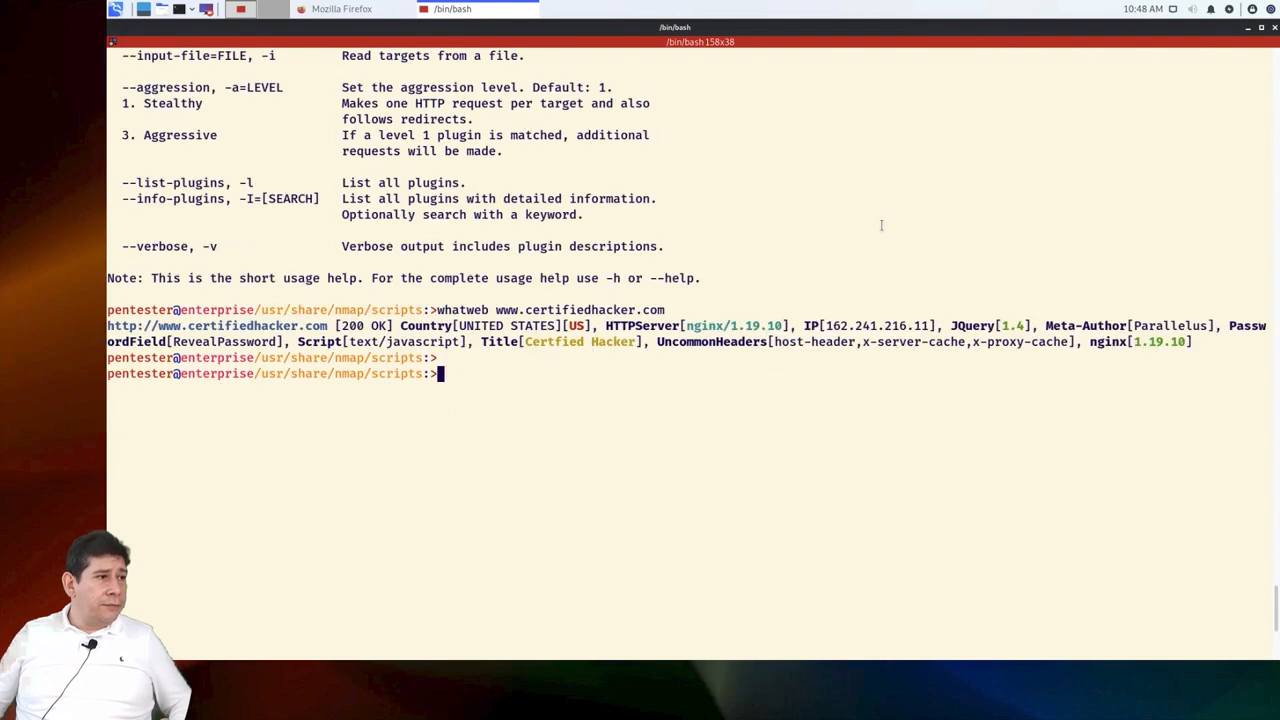 Mozilla Firefox
/bin/bash
10:48 AM
/bin/bash
/bin/bash 158x38
--input-file=FILE, -i Read targets from a file.
--aggression, -a=LEVEL Set the aggression level. Default: 1.
1. Stealthy Makes one HTTP request per target and also
follows redirects.
3. Aggressive If a level 1 plugin is matched, additional
requests will be made.
--list-plugins, -l List all plugins.
--info-plugins, -I=[SEARCH] List all plugins with detailed information.
Optionally search with a keyword.
--verbose, -v Verbose output includes plugin descriptions.
Note: This is the short usage help. For the complete usage help use -h or --help.
pentester@enterprise/usr/share/nmap/scripts:>whatweb www.certifiedhacker.com
http://www.certifiedhacker.com [200 OK] Country[UNITED STATES][US], HTTPServer[nginx/1.19.10], IP[162.241.216.11], JQuery[1.4], Meta-Author[Parallelus], Passw
ordField[RevealPassword], Script[text/javascript], Title[Certfied Hacker], UncommonHeaders[host-header,x-server-cache,x-proxy-cache], nginx[1.19.10]
pentester@enterprise/usr/share/nmap/scripts:>
pentester@enterprise/usr/share/nmap/scripts:>